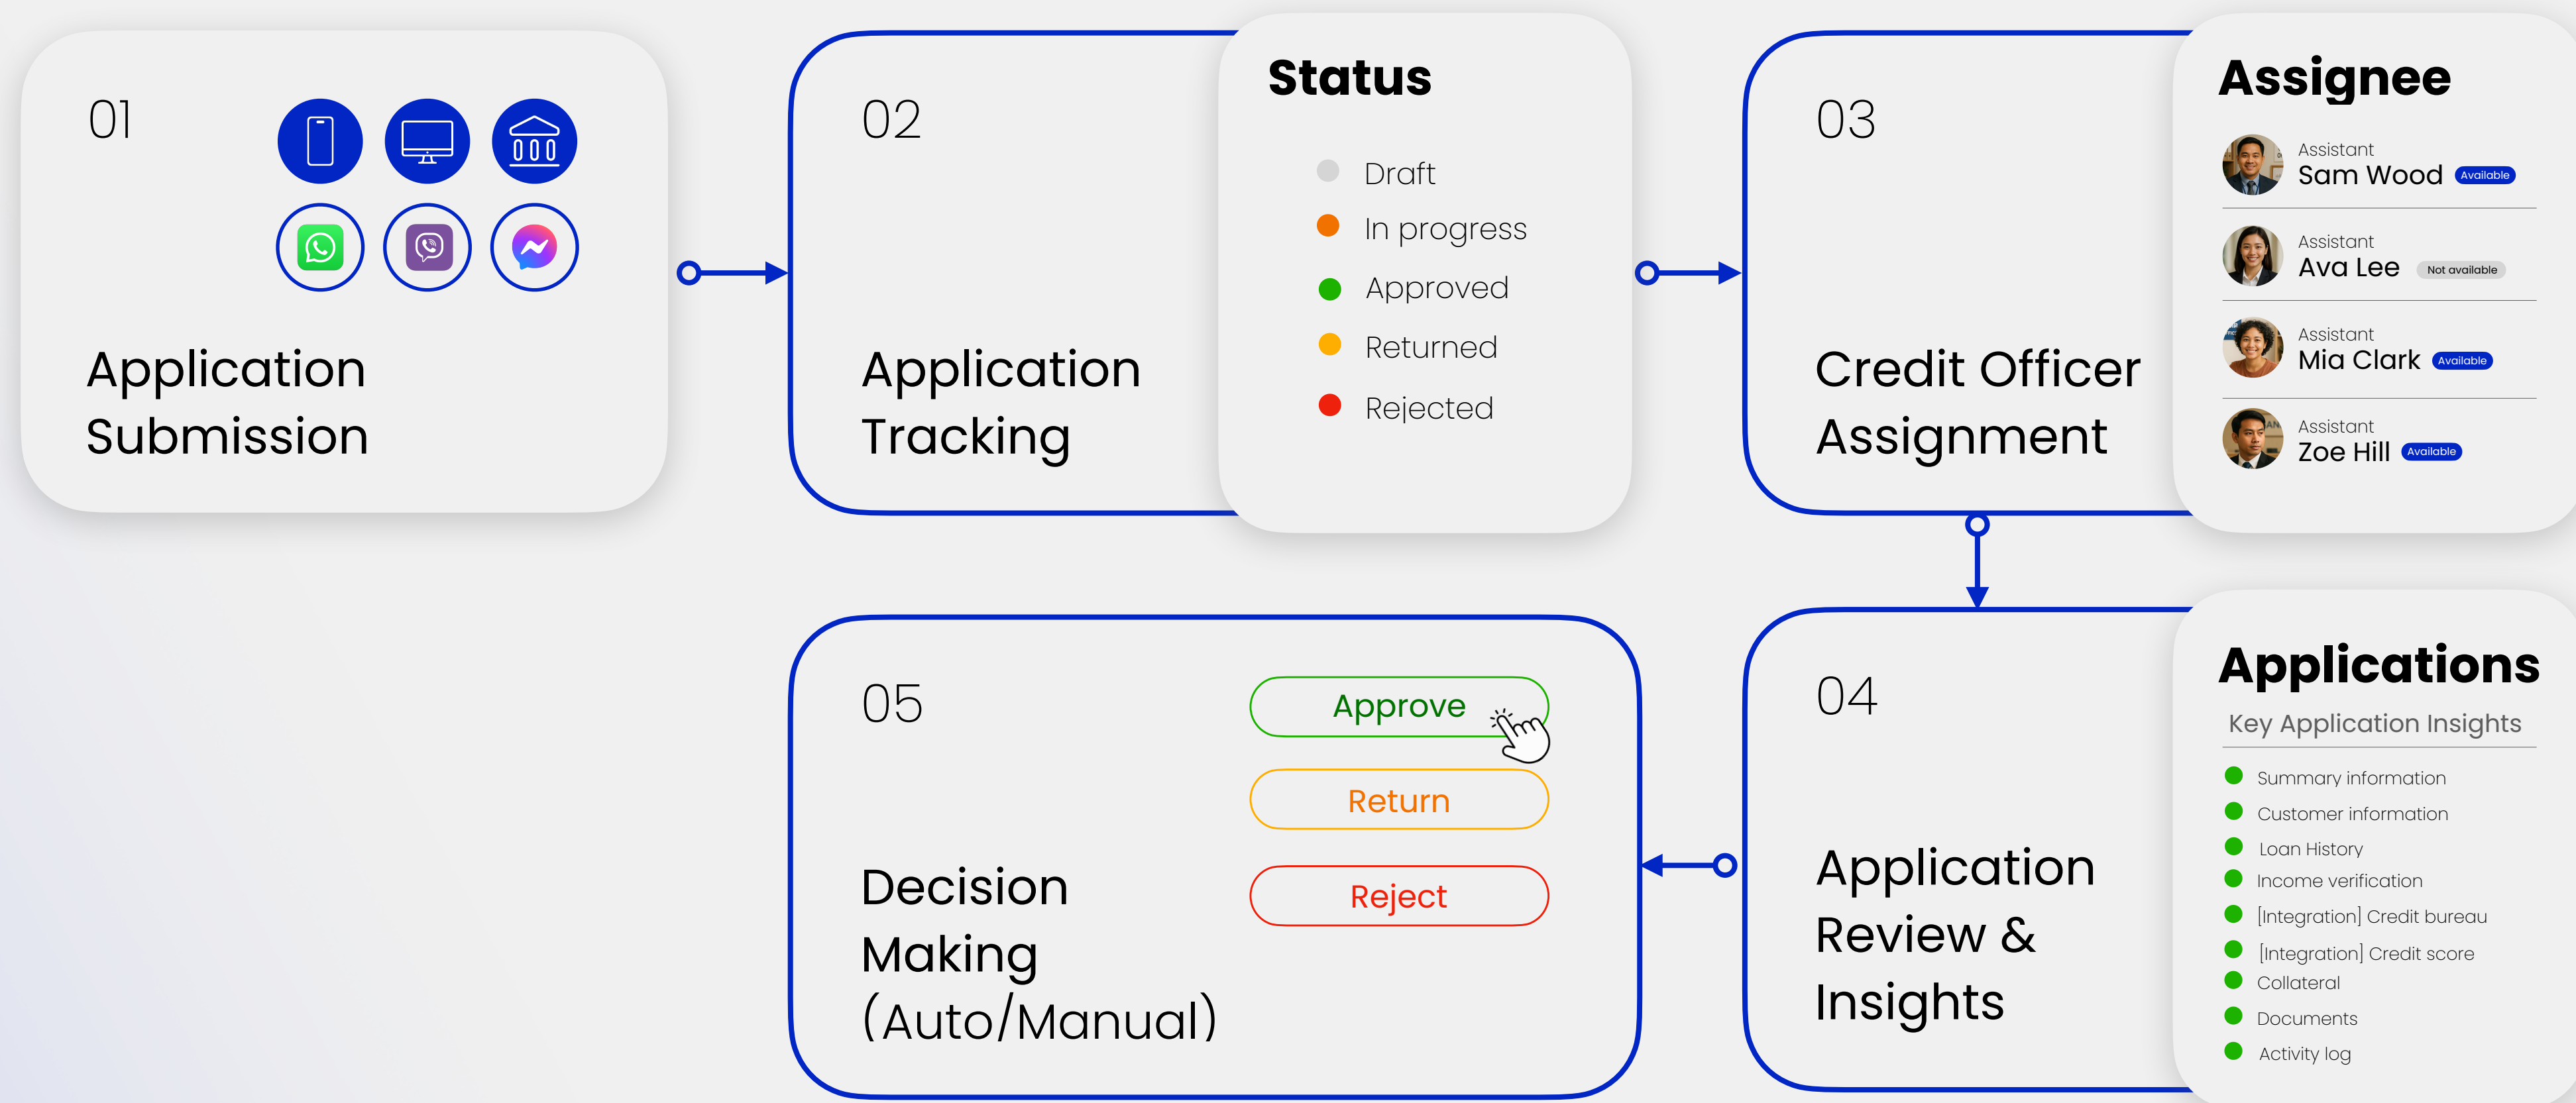 01
Application
Submission
02
Application
Tracking
Status
Draft
In progress
Approved
Returned
Rejected
03
Credit Officer
Assignment
Assignee
Assistant
Sam Wood Available
Assistant
Ava Lee Not available
Assistant
Mia Clark Available
Assistant
Zoe Hill Available
04
Application
Review &
Insights
Applications
Key Application Insights
Summary information
Customer information
Loan History
Income verification
[Integration] Credit bureau
[Integration] Credit score
Collateral
Documents
Activity log
05
Decision
Making
(Auto/Manual)
Approve
Return
Reject